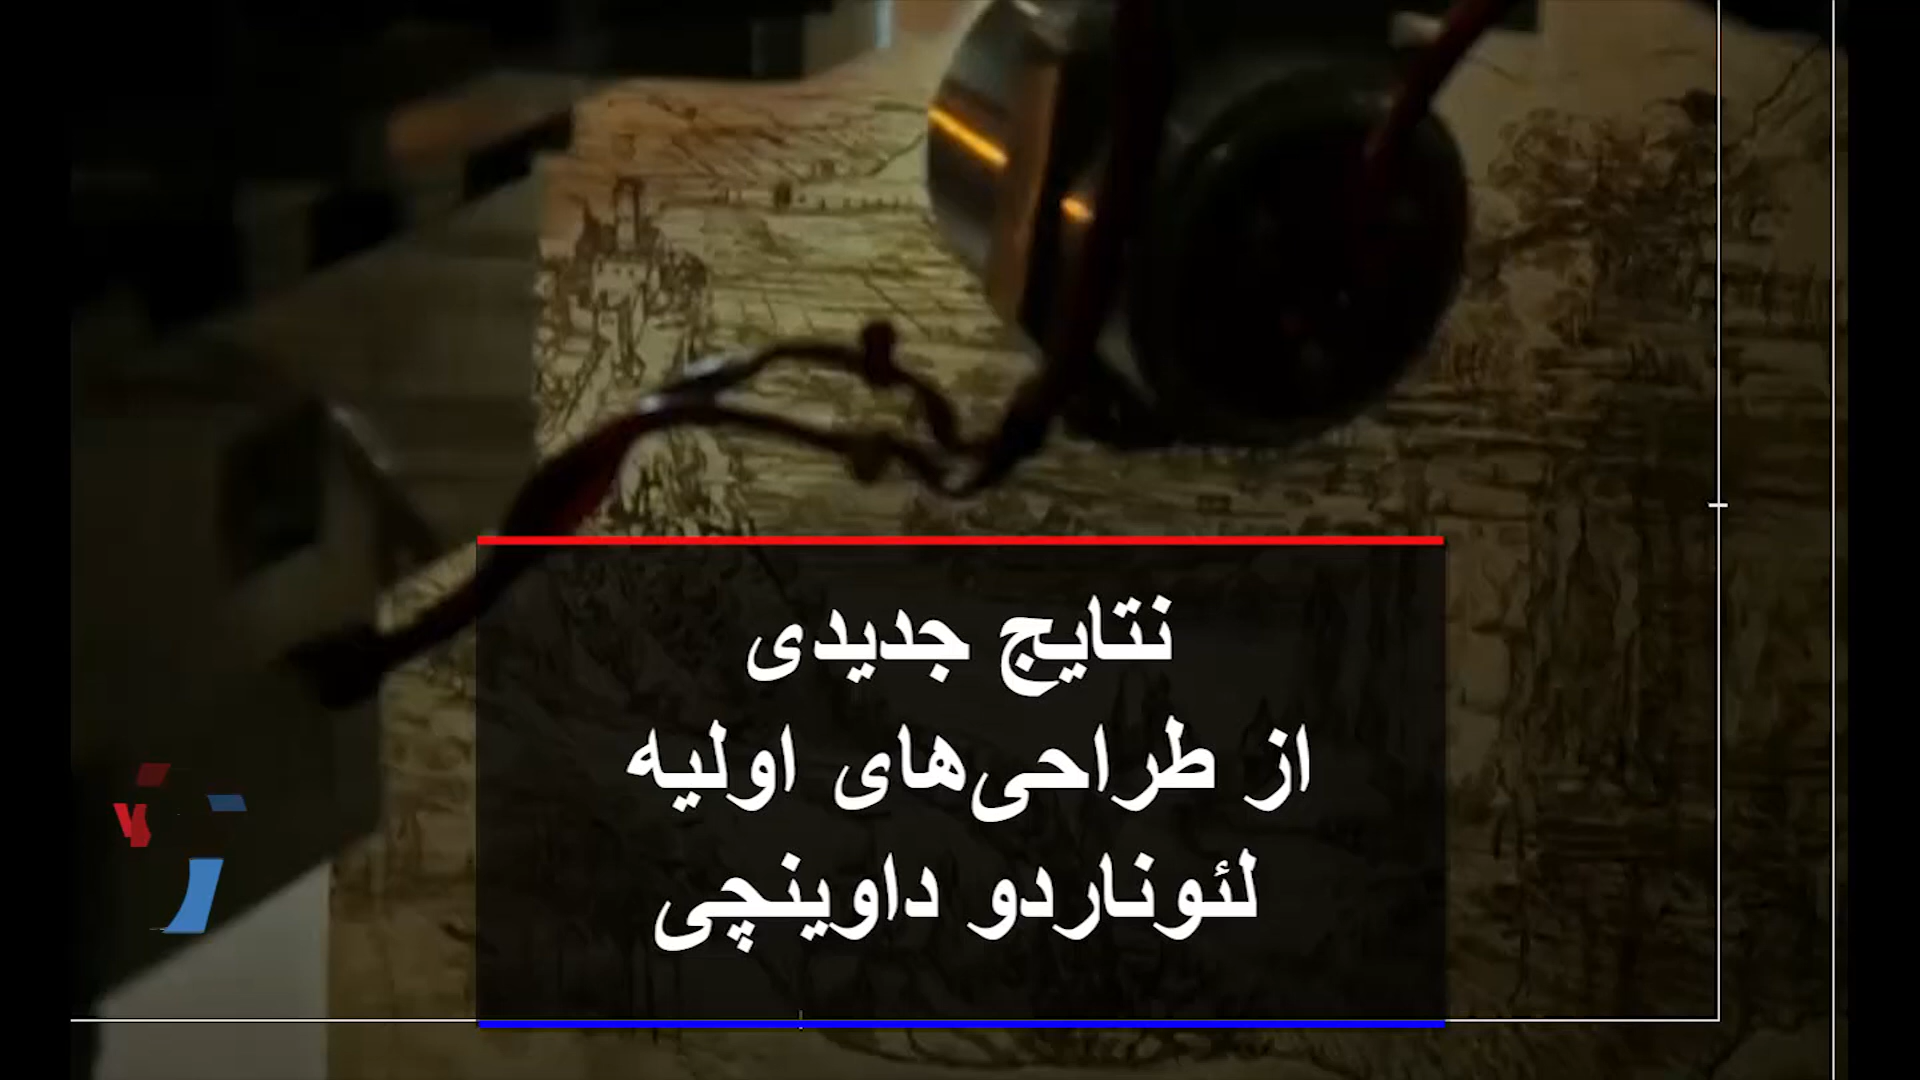 نتایج جدیدی
از طراحی‌های اولیه
لئوناردو داوینچی